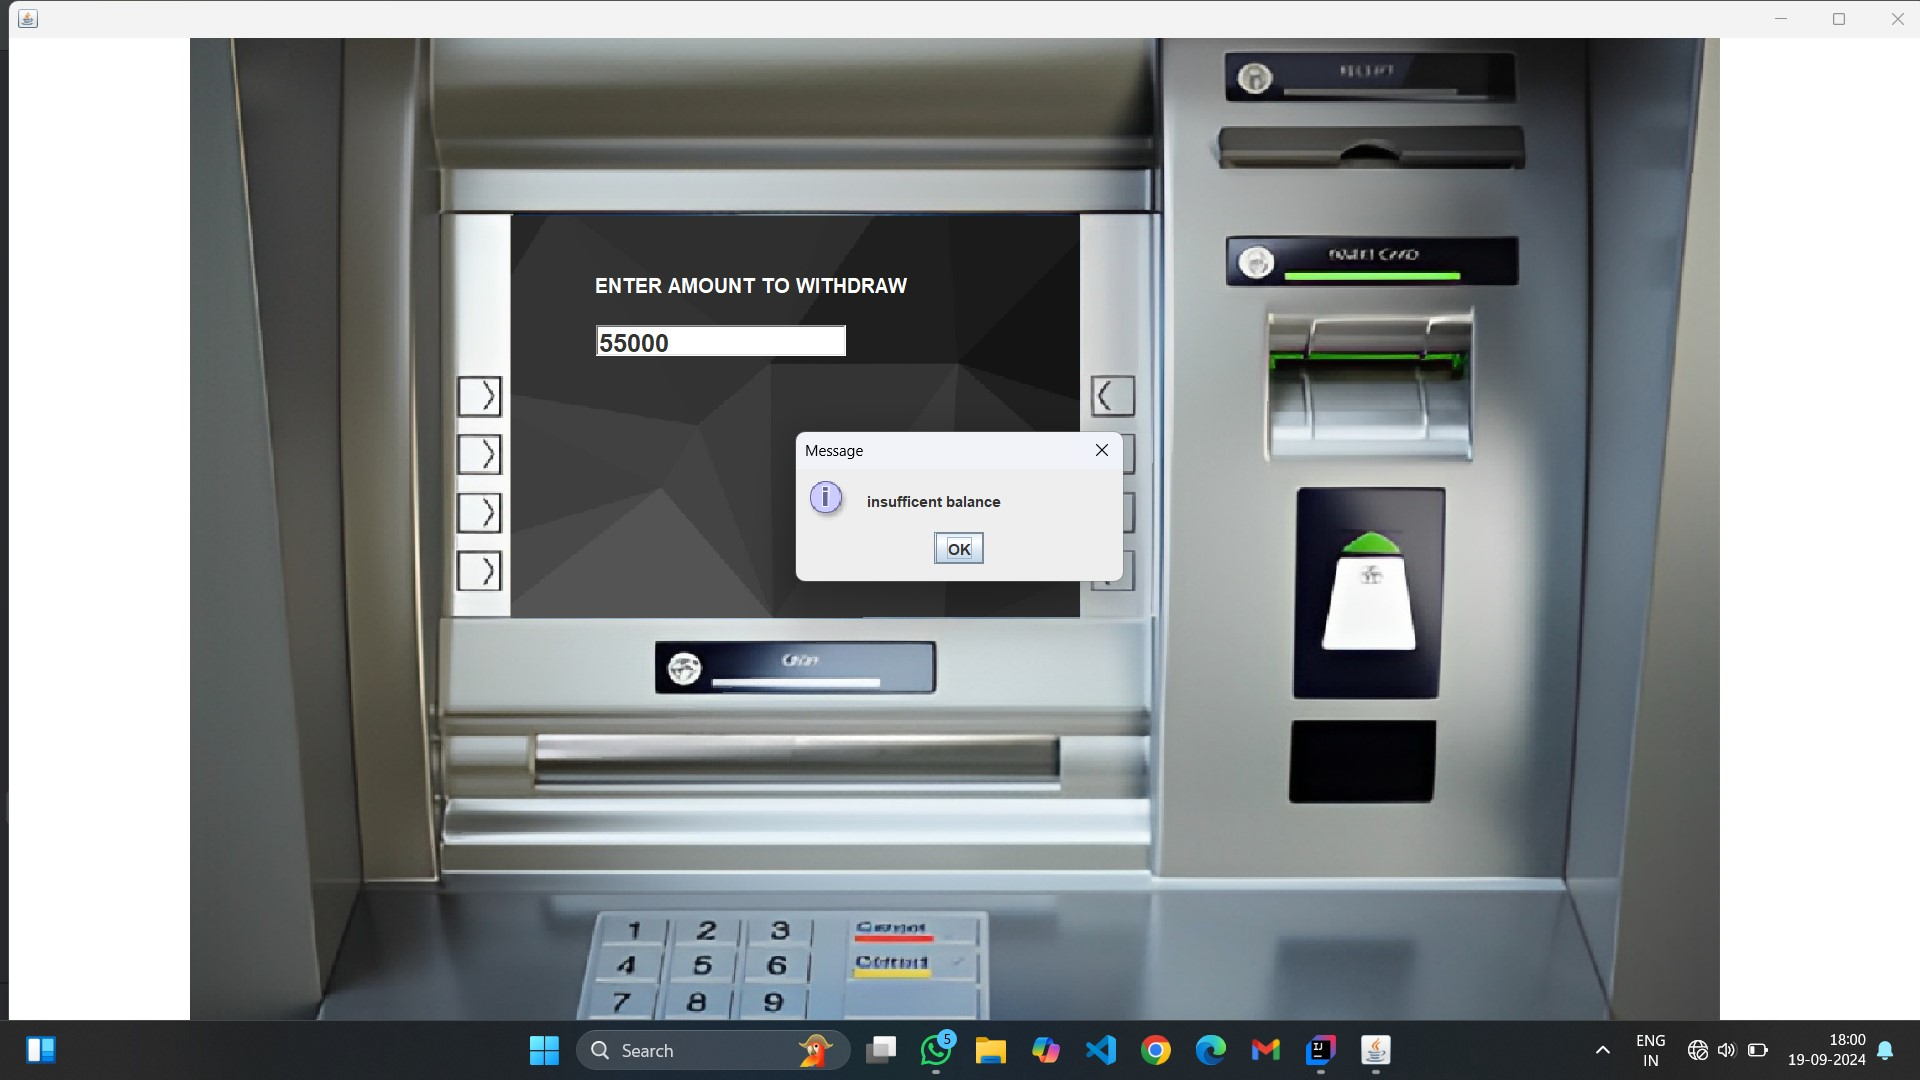 ENTER AMOUNT TO WITHDRAW
55000
Message
insufficent balance
OK
1 2 3
4 5 6
7 8 9
Search
5
ENG
IN
18:00
19-09-2024